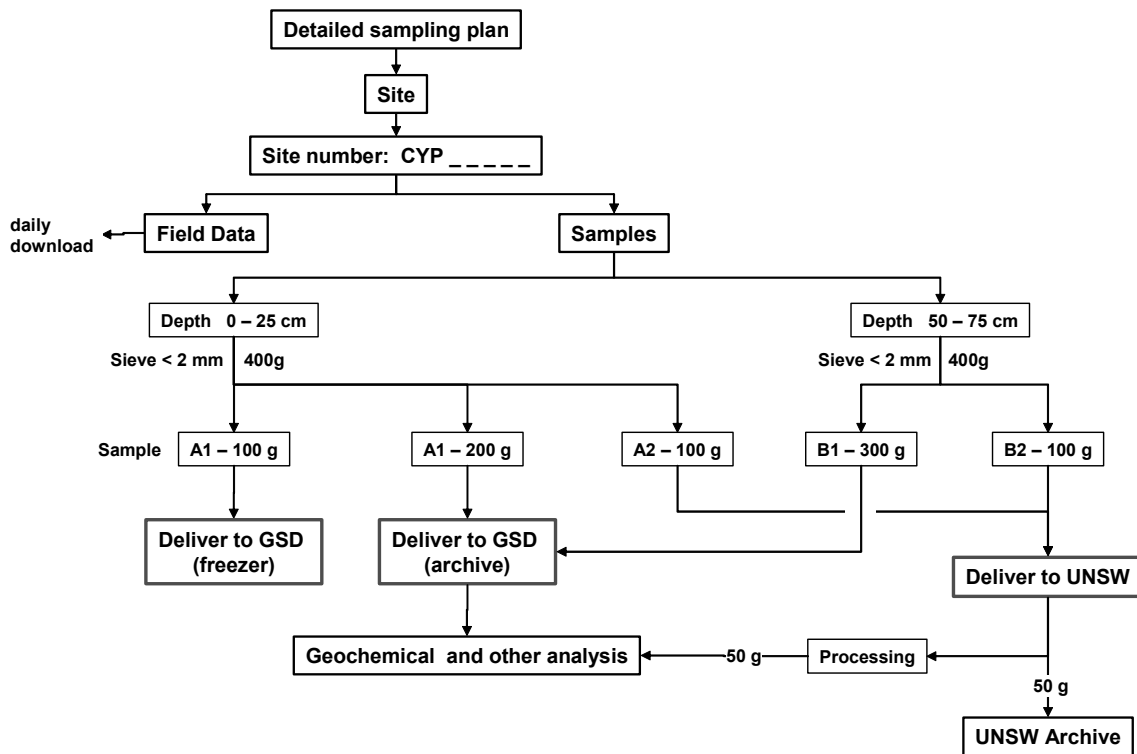 Detailed sampling plan
Site
Site number: CYP _ _ _ _ _
daily
download
Field Data
Samples
Depth 0 – 25 cm
Depth 50 – 75 cm
Sieve < 2 mm
400g
Sieve < 2 mm
400g
Sample
A1 – 100 g
A1 – 200 g
A2 – 100 g
B1 – 300 g
B2 – 100 g
Deliver to GSD
(freezer)
Deliver to GSD
(archive)
Deliver to UNSW
Geochemical and other analysis
50 g
Processing
50 g
UNSW Archive